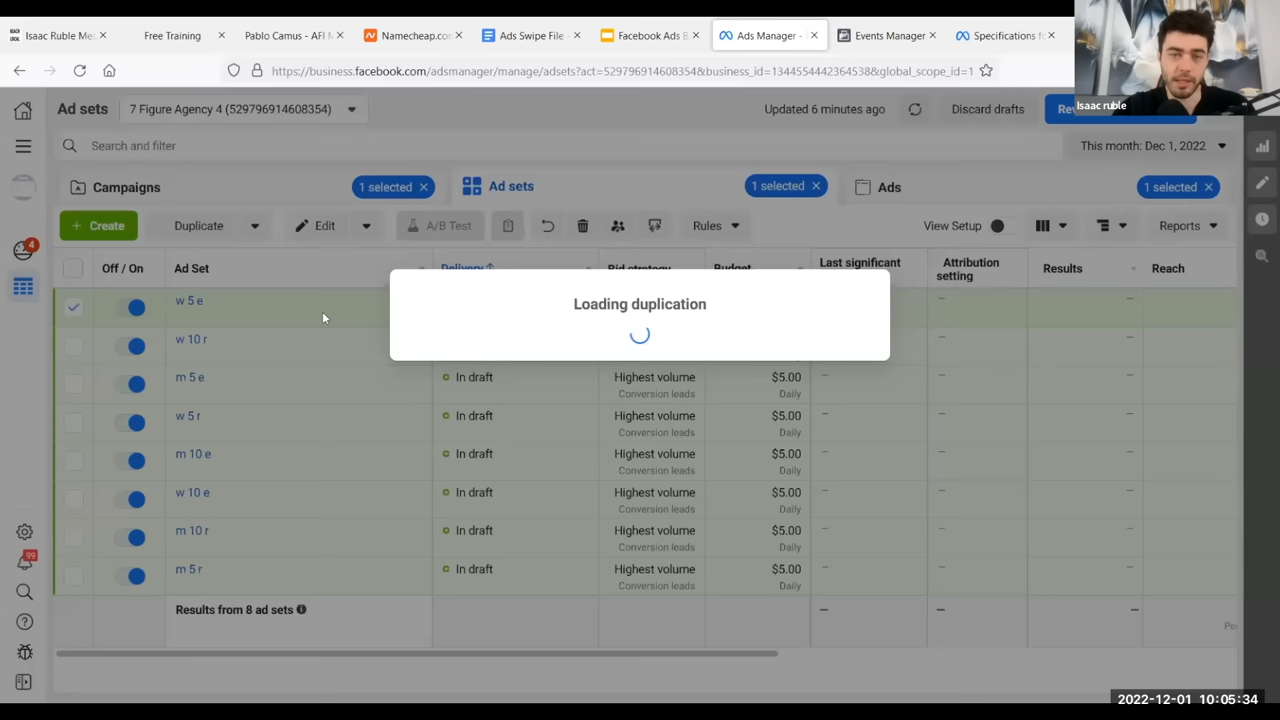 Isaac Ruble Me
Free Training
Pablo Camus - AFI M
Namecheap.co
Ads Swipe File -
Facebook Ads B
Ads Manager -
Events Manager
Specifications f
https://business.facebook.com/adsmanager/manage/adsets?act=529796914608354&business_id=1344554442364538&global_scope_id=1
Isaac ruble
Ad sets
7 Figure Agency 4 (529796914608354)
Updated 6 minutes ago
Discard drafts
Search and filter
This month: Dec 1, 2022
Campaigns
1 selected
Ad sets
1 selected
Ads
1 selected
+ Create
Duplicate
Edit
A/B Test
Rules
View Setup
Reports
Off / On
Ad Set
Delivery ↑
Bid strategy
Budget
Last significant
Attribution
setting
Results
Reach
Loading duplication
w 5 e
– – –
w 10 r
– – –
m 5 e
In draft
Highest volume
Conversion leads
$5.00
Daily
– – –
w 5 r
In draft
Highest volume
Conversion leads
$5.00
Daily
– – –
m 10 e
In draft
Highest volume
Conversion leads
$5.00
Daily
– – –
w 10 e
In draft
Highest volume
Conversion leads
$5.00
Daily
– – –
m 10 r
In draft
Highest volume
Conversion leads
$5.00
Daily
– – –
m 5 r
In draft
Highest volume
Conversion leads
$5.00
Daily
– – –
Results from 8 ad sets
– – –
Pe
4
99
2022-12-01 10:05:34